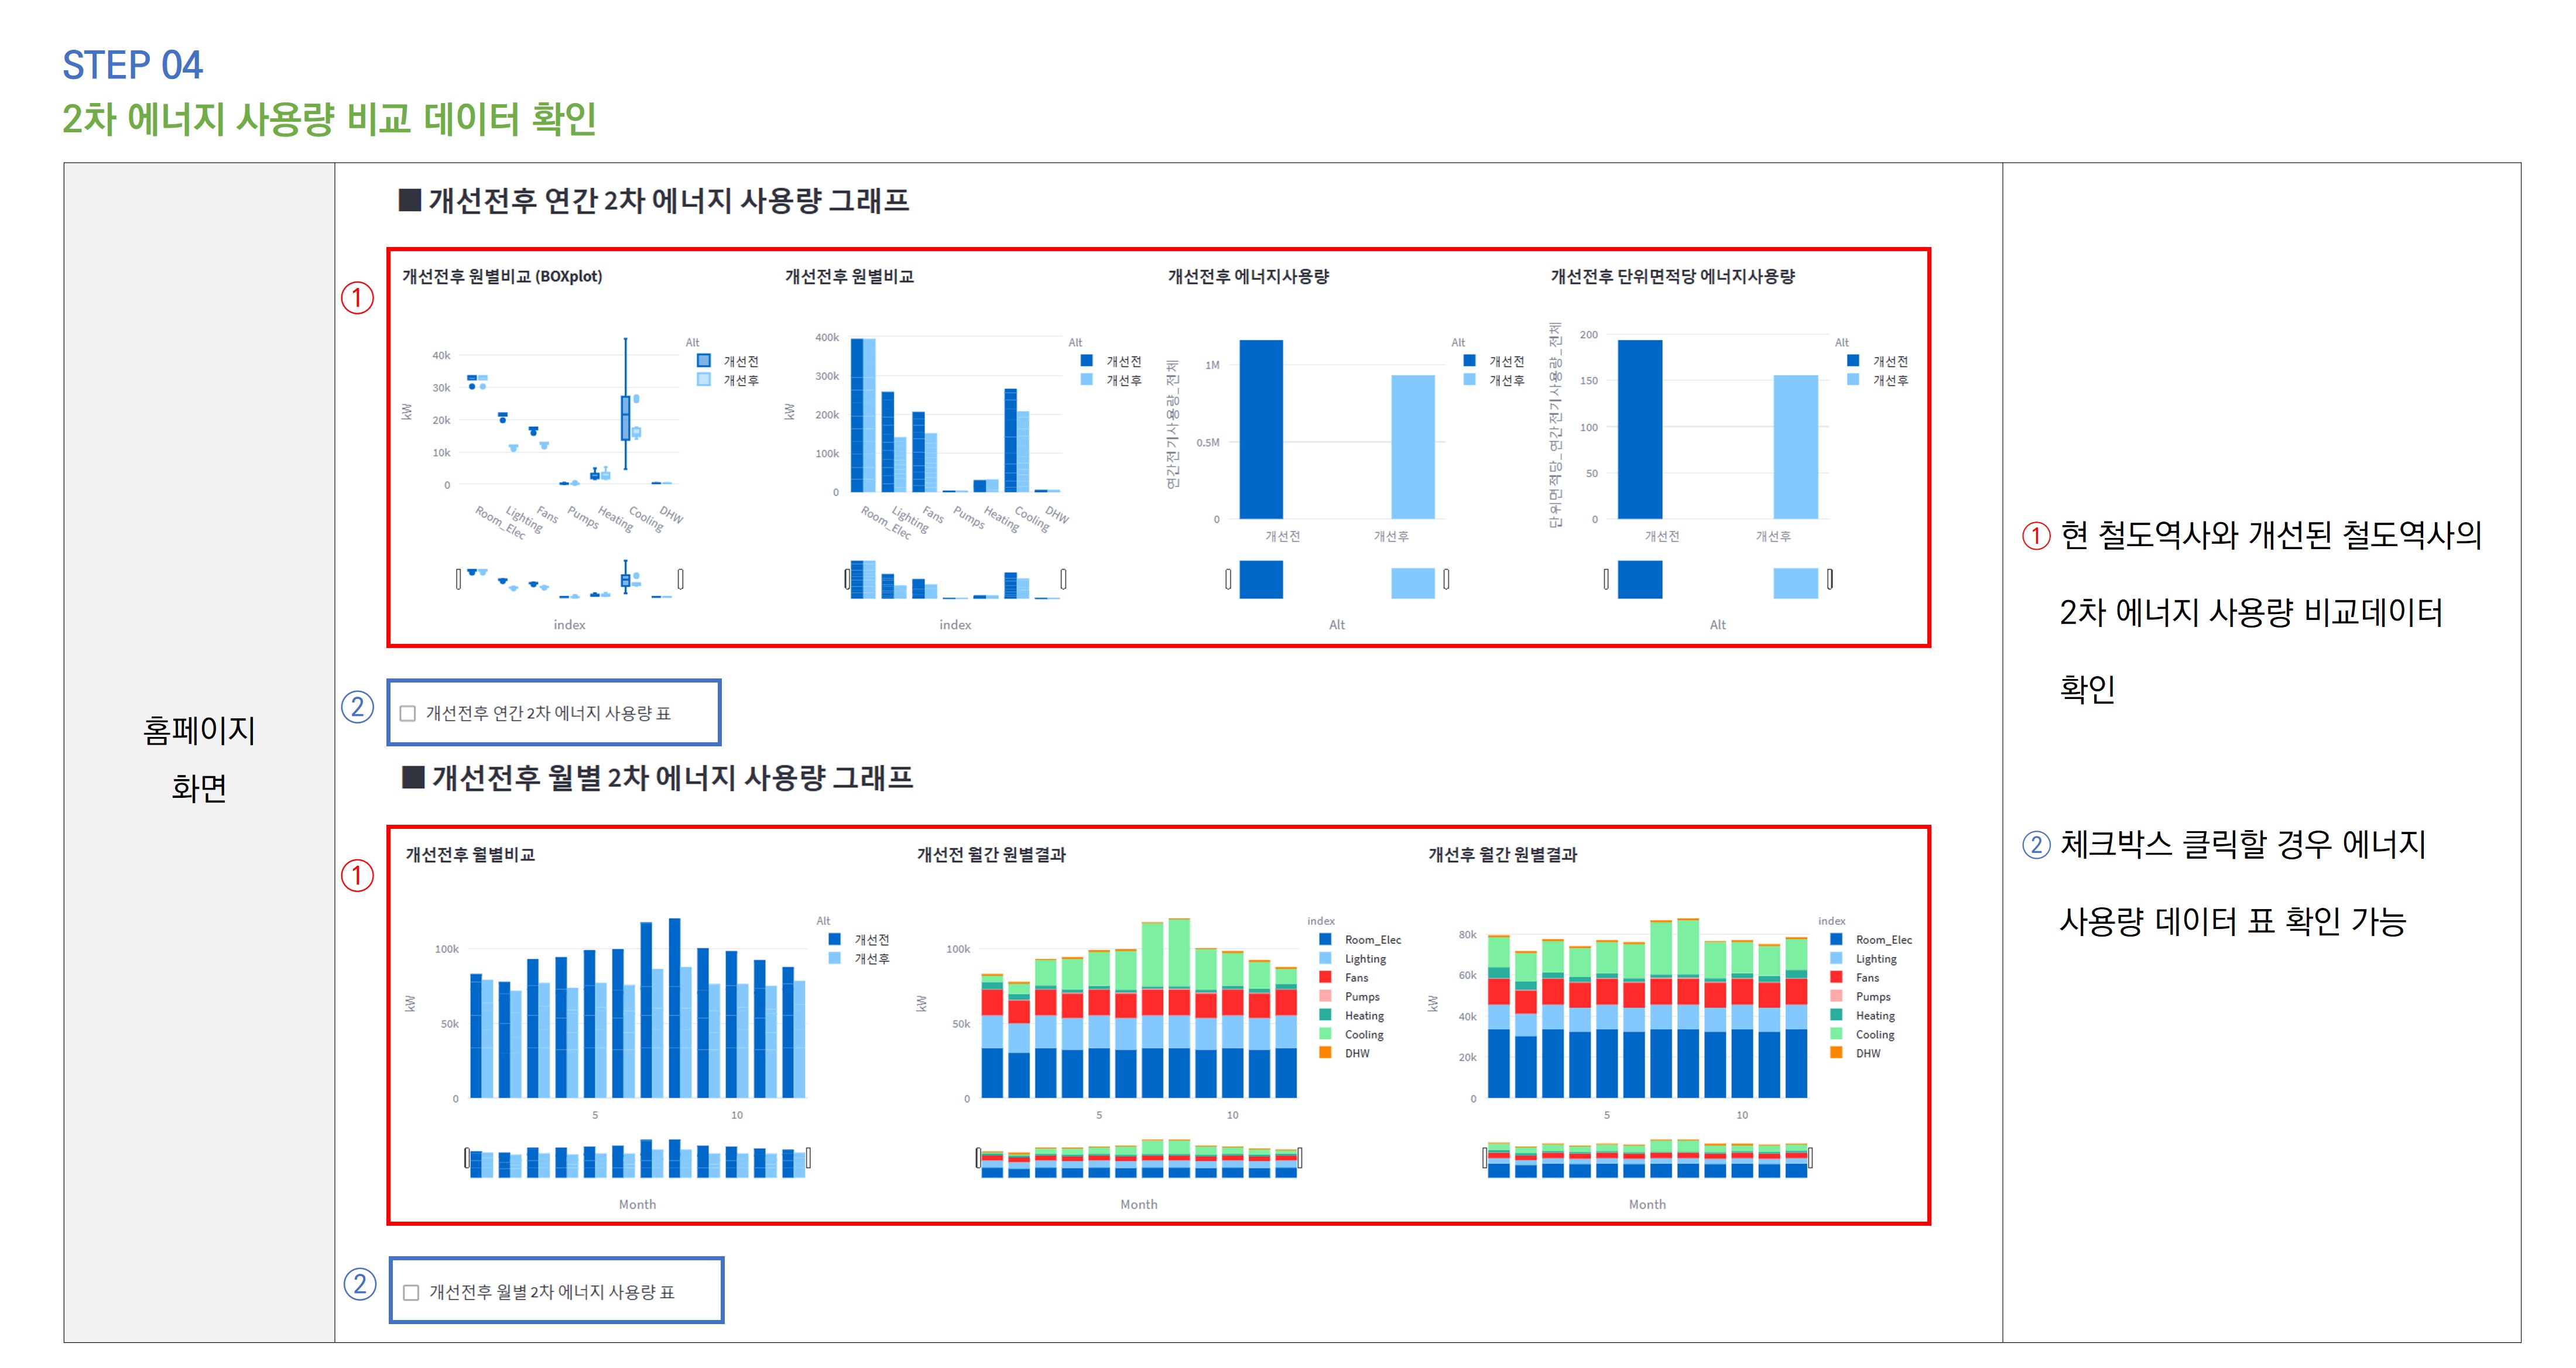 STEP 04
2차 에너지 사용량 비교 데이터 확인
홈페이지
화면
■ 개선전후 연간 2차 에너지 사용량 그래프
①
개선전후 원별비교 (BOXplot)
kW
40k
30k
20k
10k
0
Room_Elec
Lighting
Fans
Pumps
Heating
Cooling
DHW
index
Alt
개선전
개선후
개선전후 원별비교
kW
400k
300k
200k
100k
0
Room_Elec
Lighting
Fans
Pumps
Heating
Cooling
DHW
index
Alt
개선전
개선후
개선전후 에너지사용량
연간전기사용량_전체
1M
0.5M
0
개선전
개선후
Alt
Alt
개선전
개선후
개선전후 단위면적당 에너지사용량
단위면적당_연간전기사용량_전체
200
150
100
50
0
개선전
개선후
Alt
Alt
개선전
개선후
②
개선전후 연간 2차 에너지 사용량 표
■ 개선전후 월별 2차 에너지 사용량 그래프
①
개선전후 월별비교
kW
100k
50k
0
5
10
Month
Alt
개선전
개선후
개선전 월간 원별결과
kW
100k
50k
0
5
10
Month
index
Room_Elec
Lighting
Fans
Pumps
Heating
Cooling
DHW
개선후 월간 원별결과
kW
80k
60k
40k
20k
0
5
10
Month
index
Room_Elec
Lighting
Fans
Pumps
Heating
Cooling
DHW
②
개선전후 월별 2차 에너지 사용량 표
① 현 철도역사와 개선된 철도역사의
2차 에너지 사용량 비교데이터
확인
② 체크박스 클릭할 경우 에너지
사용량 데이터 표 확인 가능